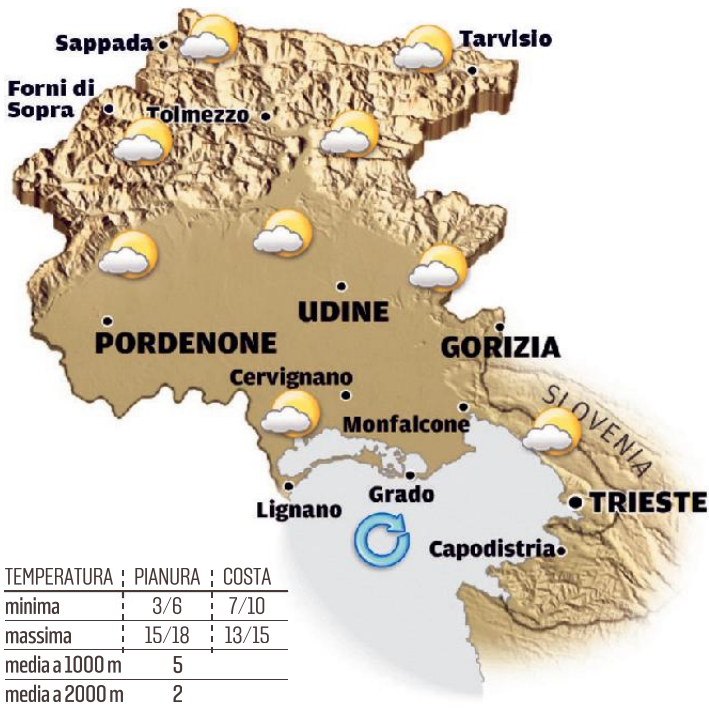 Sappada
Tarvisio
Forni di
Sopra
Tolmezzo
UDINE
PORDENONE
GORIZIA
Cervignano
SLOVENIA
Monfalcone
Grado
TRIESTE
Lignano
Capodistria
TEMPERATURA PIANURA COSTA
minima 3/6 7/10
massima 15/18 13/15
media a 1000 m 5
media a 2000 m 2